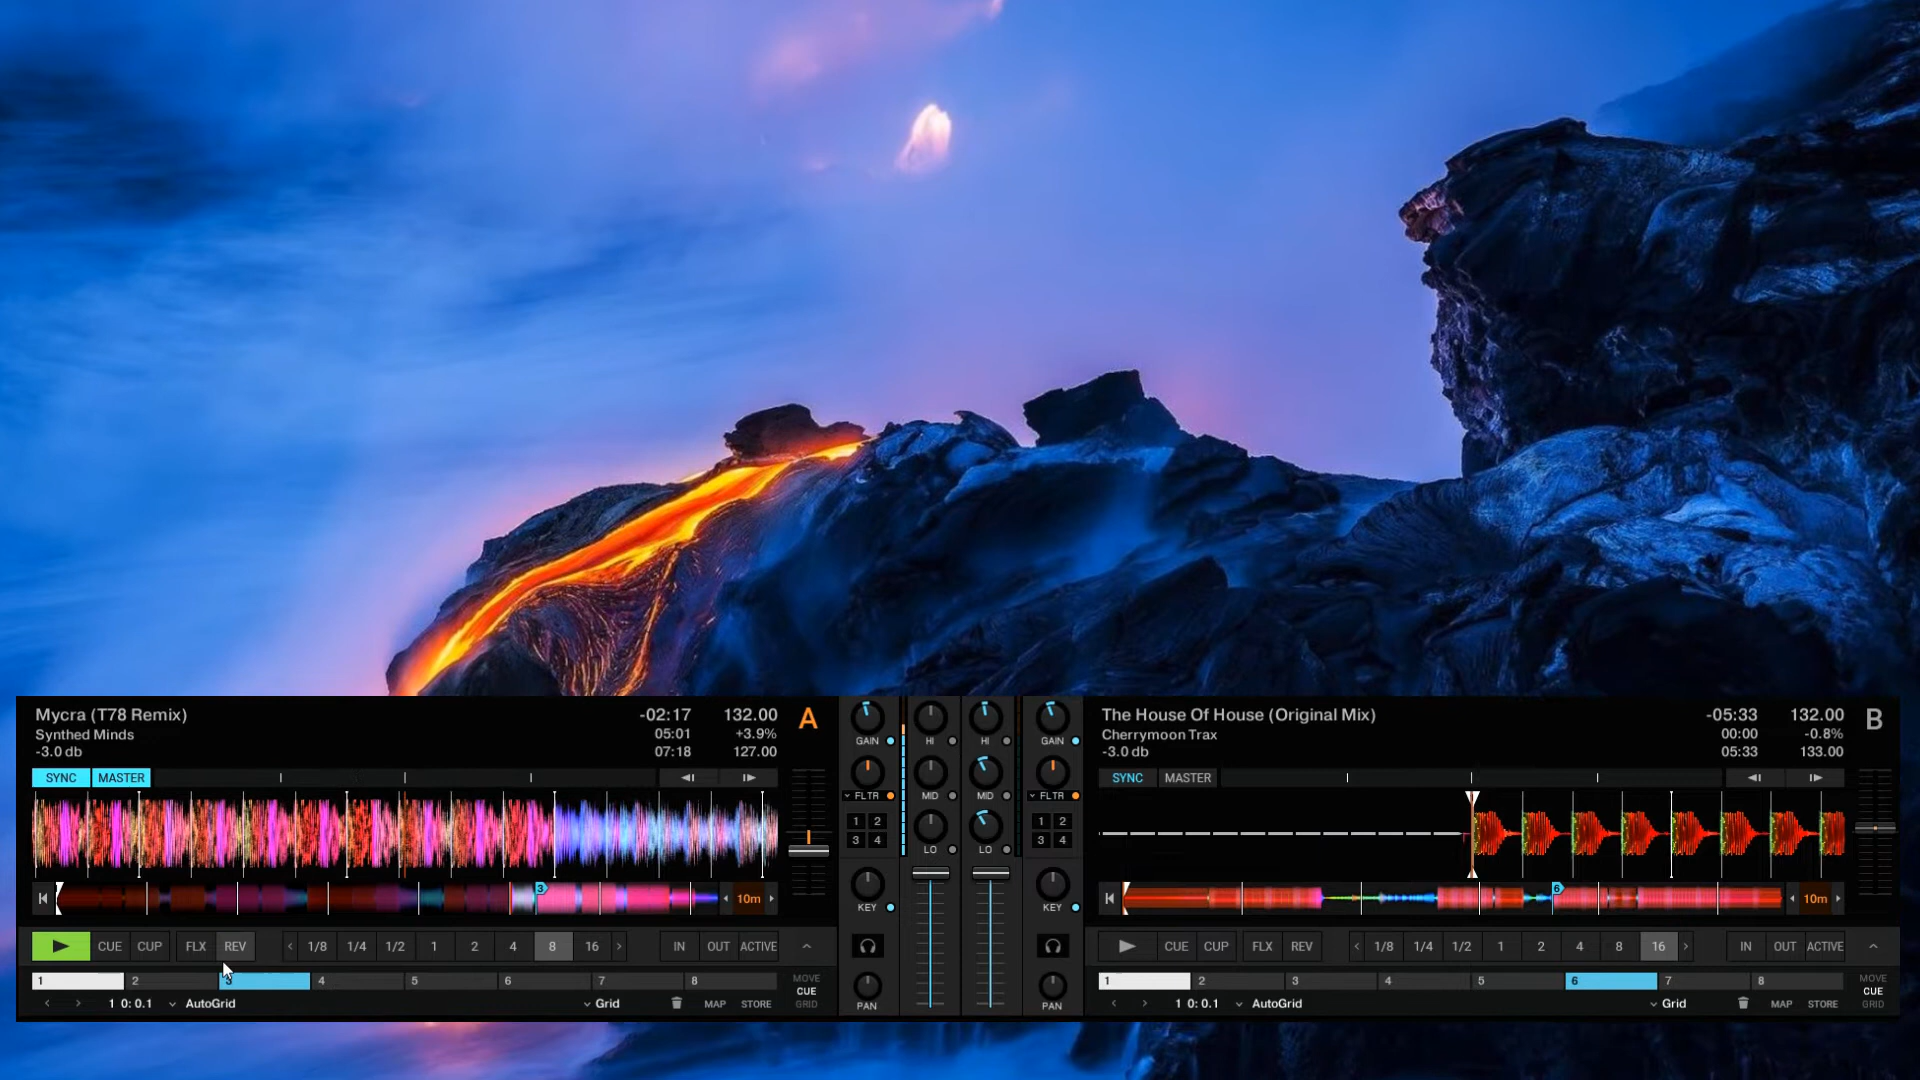 Mycra (T78 Remix) -02:17 132.00 A
Synthed Minds 05:01 +3.9%
-3.0 db 07:18 127.00
SYNC MASTER
3 10m
CUE CUP FLX REV 1/8 1/4 1/2 1 2 4 8 16 IN OUT ACTIVE
1 2 3 4 5 6 7 8
MOVE
CUE
GRID
1 0: 0.1 AutoGrid Grid MAP STORE
GAIN HI HI GAIN
FLTR MID MID FLTR
1 2 1 2
3 4 3 4
LO LO
KEY KEY
PAN PAN
The House Of House (Original Mix) -05:33 132.00 B
Cherrymoon Trax 00:00 -0.8%
-3.0 db 05:33 133.00
SYNC MASTER
6 10m
CUE CUP FLX REV 1/8 1/4 1/2 1 2 4 8 16 IN OUT ACTIVE
1 2 3 4 5 6 7 8
MOVE
CUE
GRID
1 0: 0.1 AutoGrid Grid MAP STORE